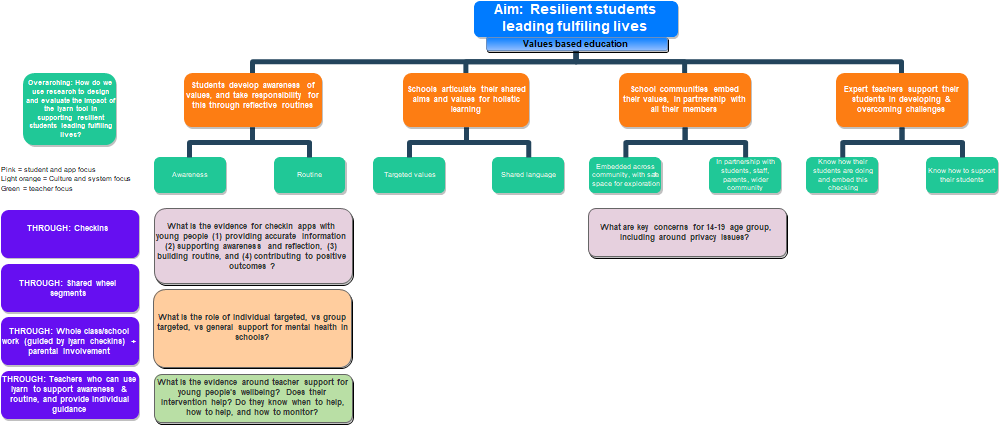 Aim: Resilient students
leading fulfiling lives
Values based education
Overarching: How do we
use research to design
and evaluate the impact of
the iyarn tool in
supporting resilient
students leading fulfiling
lives?
Students develop awareness of
values, and take responsibility for
this through reflective routines
Schools articulate their shared
aims and values for holistic
learning
School communities embed
their values, in partnership with
all their members
Expert teachers support their
students in developing &
overcoming challenges
Awareness
Routine
Targeted values
Shared language
Embedded across
community, with safe
space for exploration
In partnership with
students, staff,
parents, wider
community
Know how their
students are doing
and embed this
checking
Know how to support
their students
Pink = student and app focus
Light orange = Culture and system focus
Green = teacher focus
THROUGH: Checkins
What is the evidence for checkin apps with
young people (1) providing accurate information
(2) supporting awareness and reflection, (3)
building routine, and (4) contributing to positive
outcomes ?
What are key concerns for 14-19 age group,
including around privacy issues?
THROUGH: Shared wheel
segments
What is the role of individual targeted, vs group
targeted, vs general support for mental health in
schools?
THROUGH: Whole class/school
work (guided by iyarn checkins) +
parental involvement
THROUGH: Teachers who can use
iyarn to support awareness &
routine, and provide individual
guidance
What is the evidence around teacher support for
young people's wellbeing? Does their
intervention help? Do they know when to help,
how to help, and how to monitor?